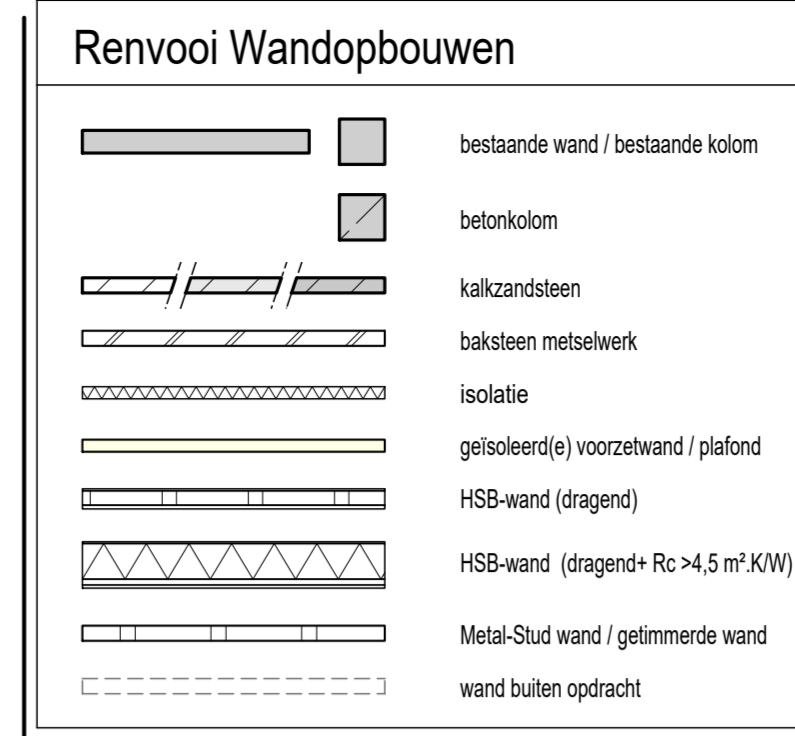 Renvooi Wandopbouwen
bestaande wand / bestaande kolom
betonkolom
kalkzandsteen
baksteen metselwerk
isolatie
geïsoleerd(e) voorzetwand / plafond
HSB-wand (dragend)
HSB-wand (dragend+ Rc >4,5 m².K/W)
Metal-Stud wand / getimmerde wand
wand buiten opdracht